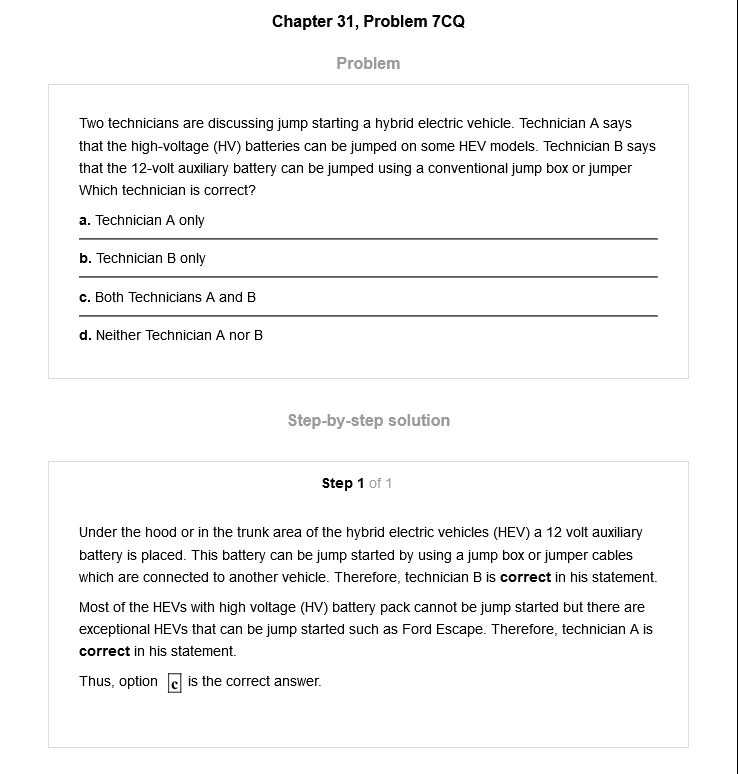 Chapter 31, Problem 7CQ
Problem
Two technicians are discussing jump starting a hybrid electric vehicle. Technician A says
that the high-voltage (HV) batteries can be jumped on some HEV models. Technician B says
that the 12-volt auxiliary battery can be jumped using a conventional jump box or jumper
Which technician is correct?
a. Technician A only
b. Technician B only
c. Both Technicians A and B
d. Neither Technician A nor B
Step-by-step solution
Step 1 of 1
Under the hood or in the trunk area of the hybrid electric vehicles (HEV) a 12 volt auxiliary
battery is placed. This battery can be jump started by using a jump box or jumper cables
which are connected to another vehicle. Therefore, technician B is correct in his statement.
Most of the HEVs with high voltage (HV) battery pack cannot be jump started but there are
exceptional HEVs that can be jump started such as Ford Escape. Therefore, technician A is
correct in his statement.
Thus, option c is the correct answer.